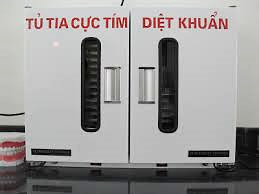 TỦ TIA CỰC TÍM DIỆT KHUẨN